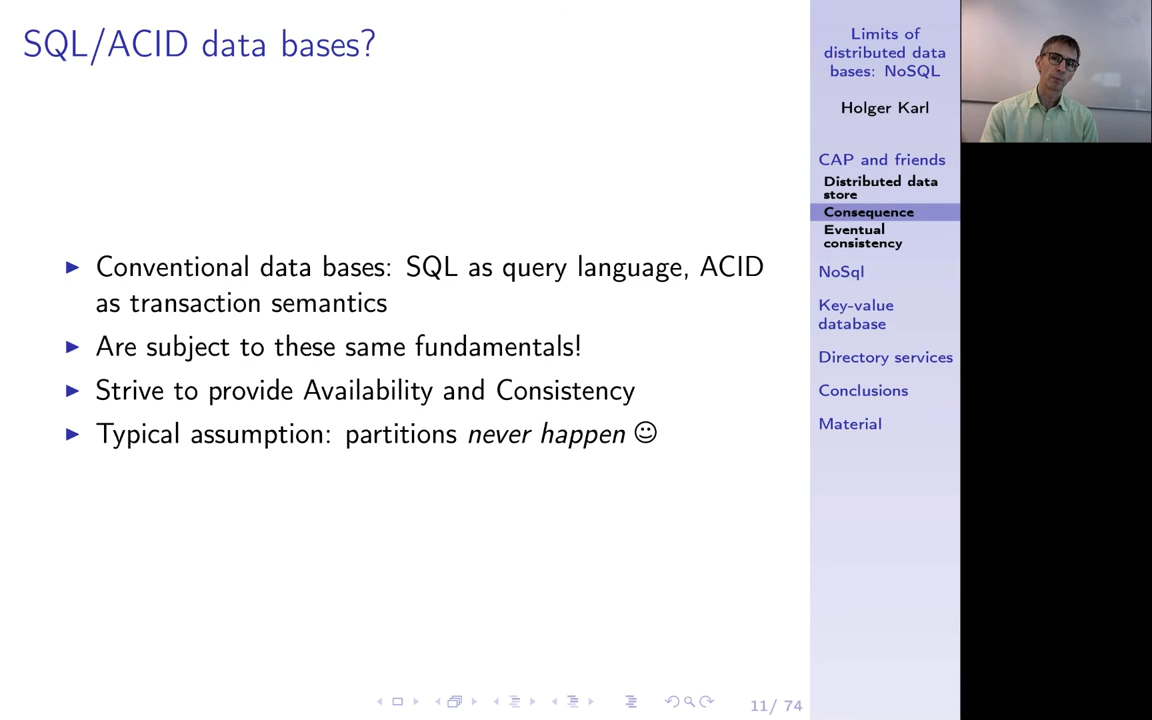 SQL/ACID data bases?
► Conventional data bases: SQL as query language, ACID
as transaction semantics
► Are subject to these same fundamentals!
► Strive to provide Availability and Consistency
► Typical assumption: partitions never happen ☺
Limits of
distributed data
bases: NoSQL
Holger Karl
CAP and friends
Distributed data
store
Consequence
Eventual
consistency
NoSql
Key-value
database
Directory services
Conclusions
Material
11/ 74